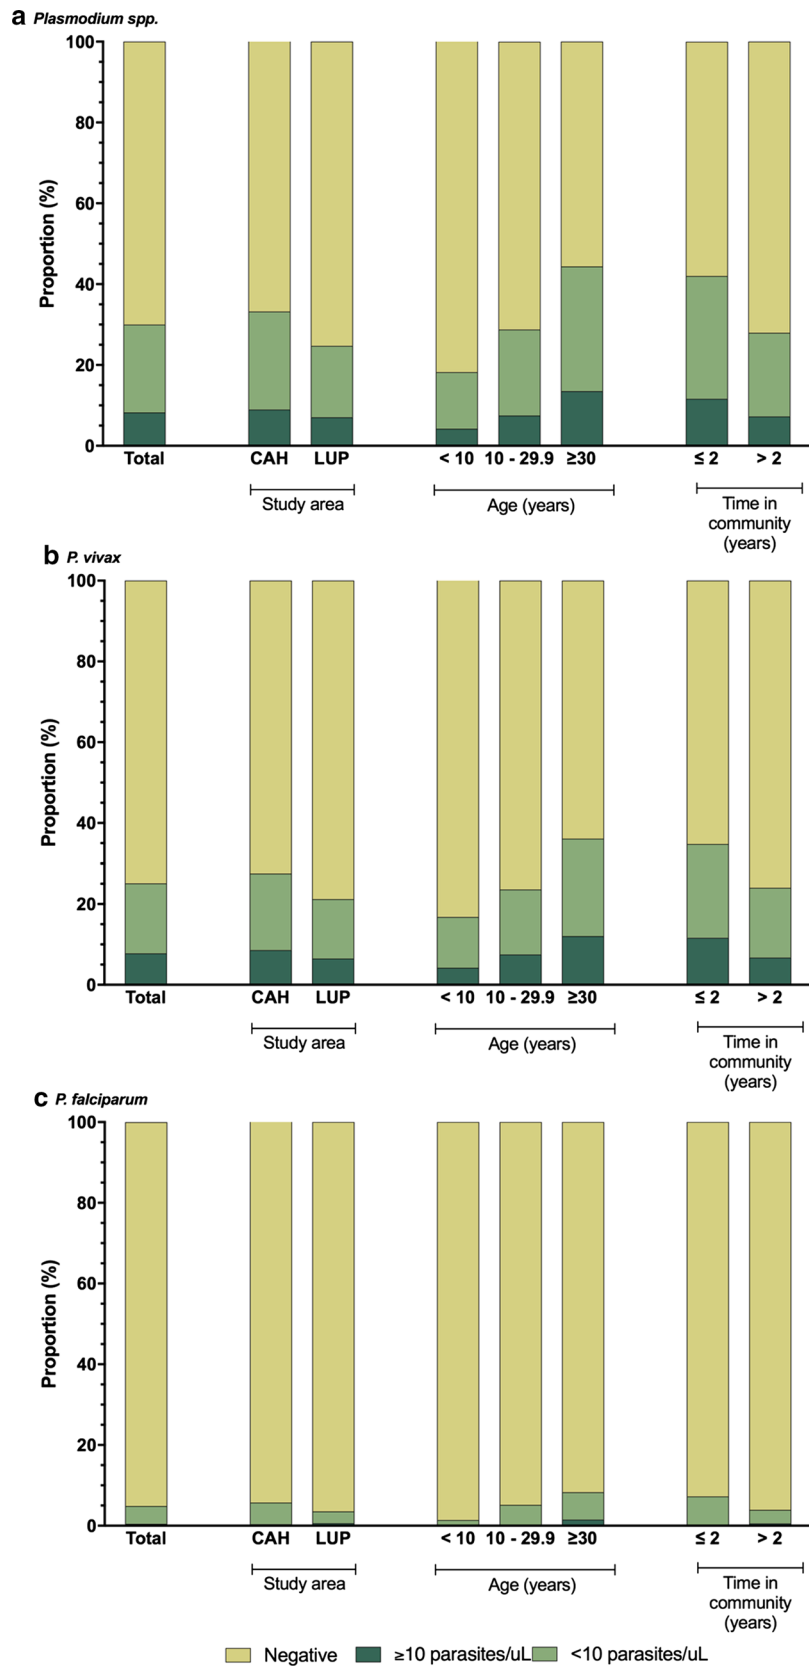 a Plasmodium spp.
100
80
60
40
20
0
Proportion (%)
Total CAH LUP < 10 10 - 29.9 ≥30 ≤ 2 > 2
Study area
Age (years)
Time in
community
(years)
b P. vivax
100
80
60
40
20
0
Proportion (%)
Total CAH LUP < 10 10 - 29.9 ≥30 ≤ 2 > 2
Study area
Age (years)
Time in
community
(years)
c P. falciparum
100
80
60
40
20
0
Proportion (%)
Total CAH LUP < 10 10 - 29.9 ≥30 ≤ 2 > 2
Study area
Age (years)
Time in
community
(years)
Negative ≥10 parasites/uL <10 parasites/uL